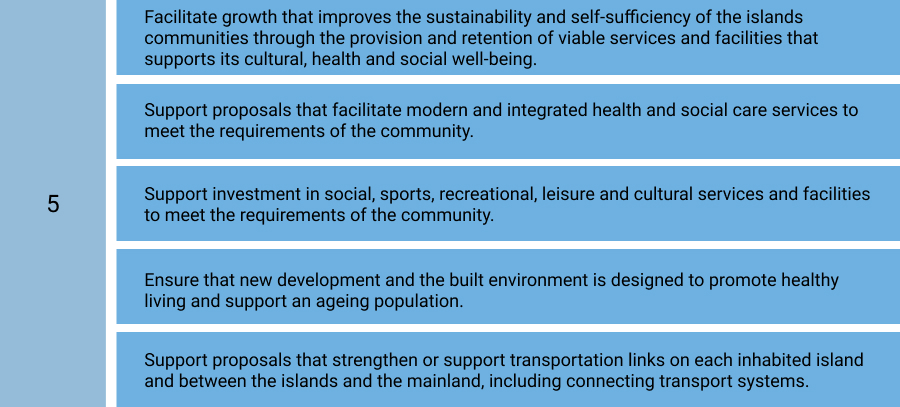 5
Facilitate growth that improves the sustainability and self-sufficiency of the islands
communities through the provision and retention of viable services and facilities that
supports its cultural, health and social well-being.
Support proposals that facilitate modern and integrated health and social care services to
meet the requirements of the community.
Support investment in social, sports, recreational, leisure and cultural services and facilities
to meet the requirements of the community.
Ensure that new development and the built environment is designed to promote healthy
living and support an ageing population.
Support proposals that strengthen or support transportation links on each inhabited island
and between the islands and the mainland, including connecting transport systems.